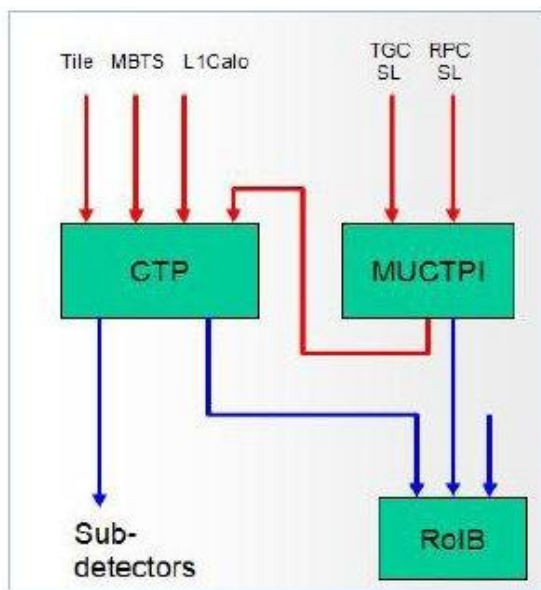 Tile MBTS L1Calo
TGC SL
RPC SL
CTP
MUCTPI
Sub-
detectors
RoIB